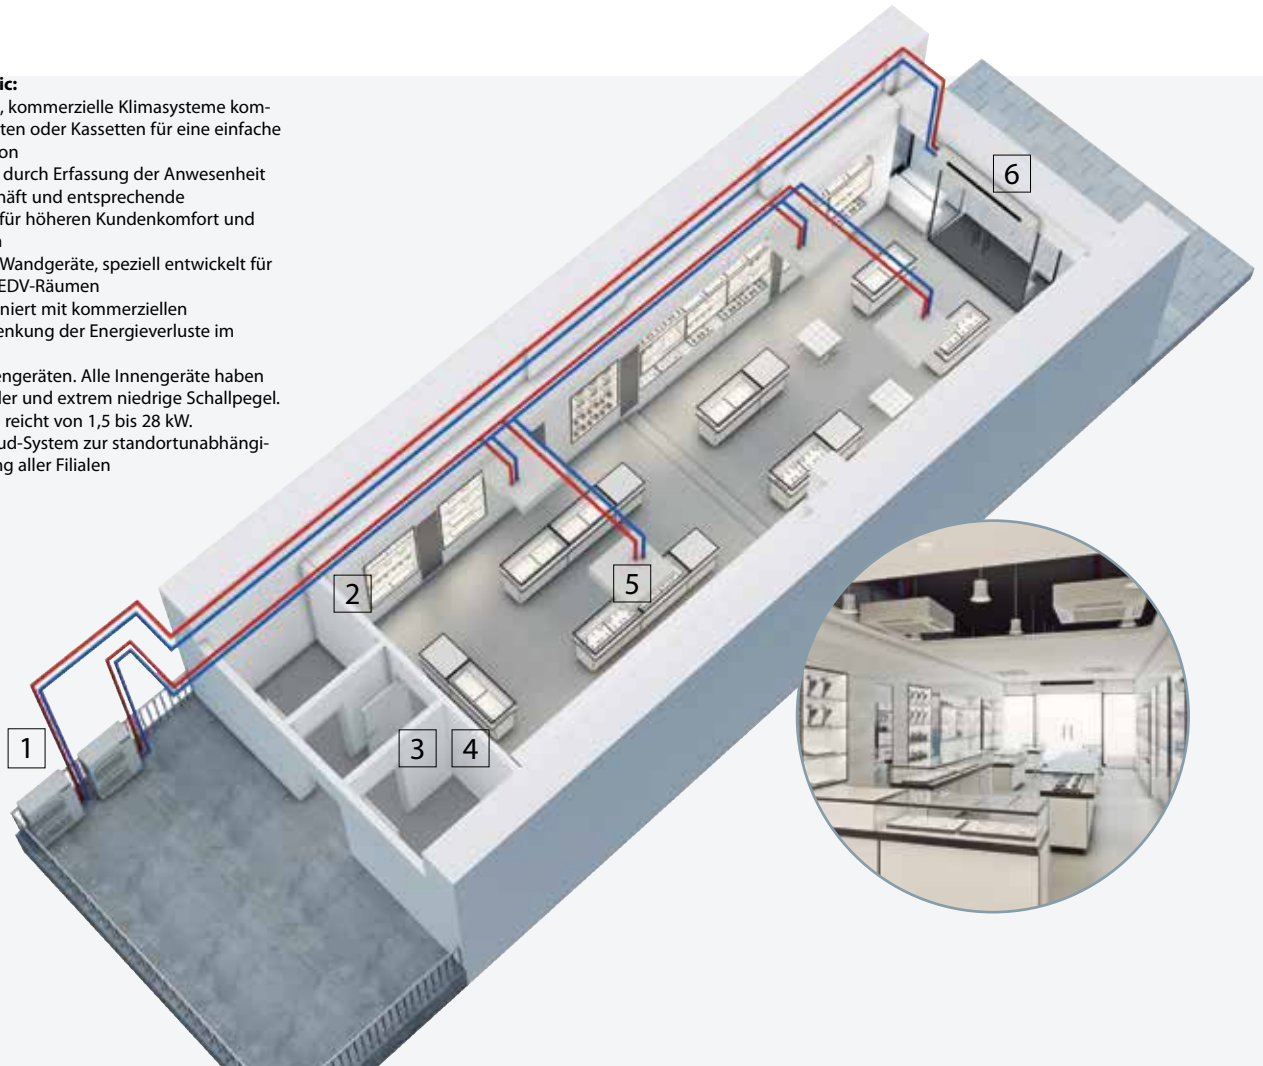 ic:
, kommerzielle Klimasysteme kom-
ten oder Kassetten für eine einfache
on
durch Erfassung der Anwesenheit
häft und entsprechende
für höheren Kundenkomfort und
n
Wandgeräte, speziell entwickelt für
EDV-Räumen
niert mit kommerziellen
enkung der Energieverluste im
engeräten. Alle Innengeräte haben
ler und extrem niedrige Schallpegel.
reicht von 1,5 bis 28 kW.
ud-System zur standortunabhängi-
ng aller Filialen
6
2
5
1
3 4